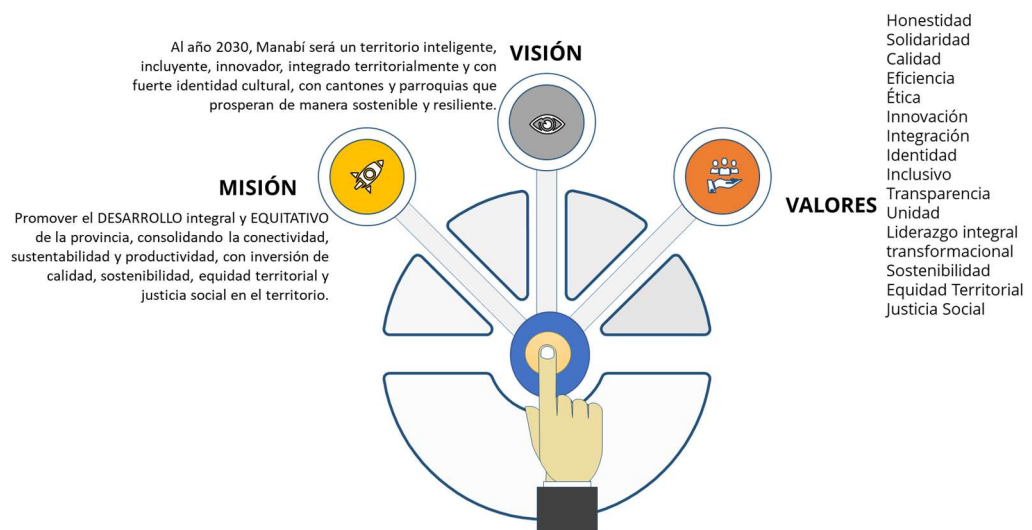 VISIÓN
Al año 2030, Manabí será un territorio inteligente,
incluyente, innovador, integrado territorialmente y con
fuerte identidad cultural, con cantones y parroquias que
prosperan de manera sostenible y resiliente.
MISIÓN
Promover el DESARROLLO integral y EQUITATIVO
de la provincia, consolidando la conectividad,
sustentabilidad y productividad, con inversión de
calidad, sostenibilidad, equidad territorial y
justicia social en el territorio.
VALORES
Honestidad
Solidaridad
Calidad
Eficiencia
Ética
Innovación
Integración
Identidad
Inclusivo
Transparencia
Unidad
Liderazgo integral
transformacional
Sostenibilidad
Equidad Territorial
Justicia Social